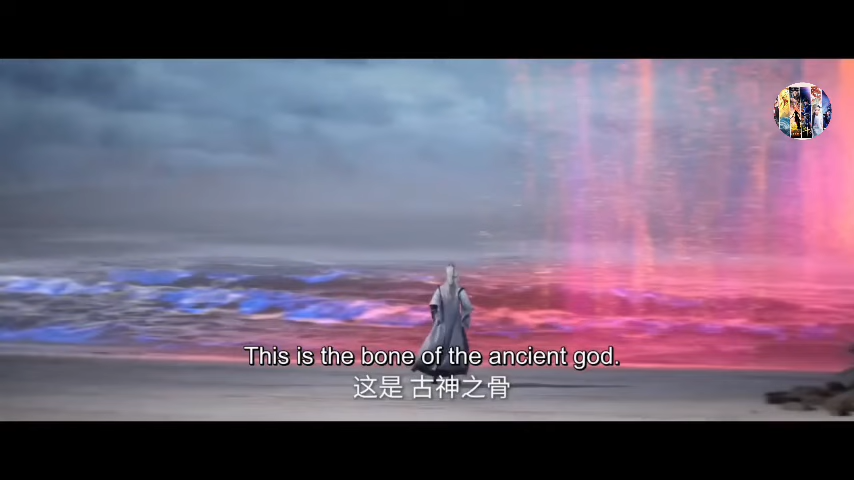 This is the bone of the ancient god.
这是 古神之骨